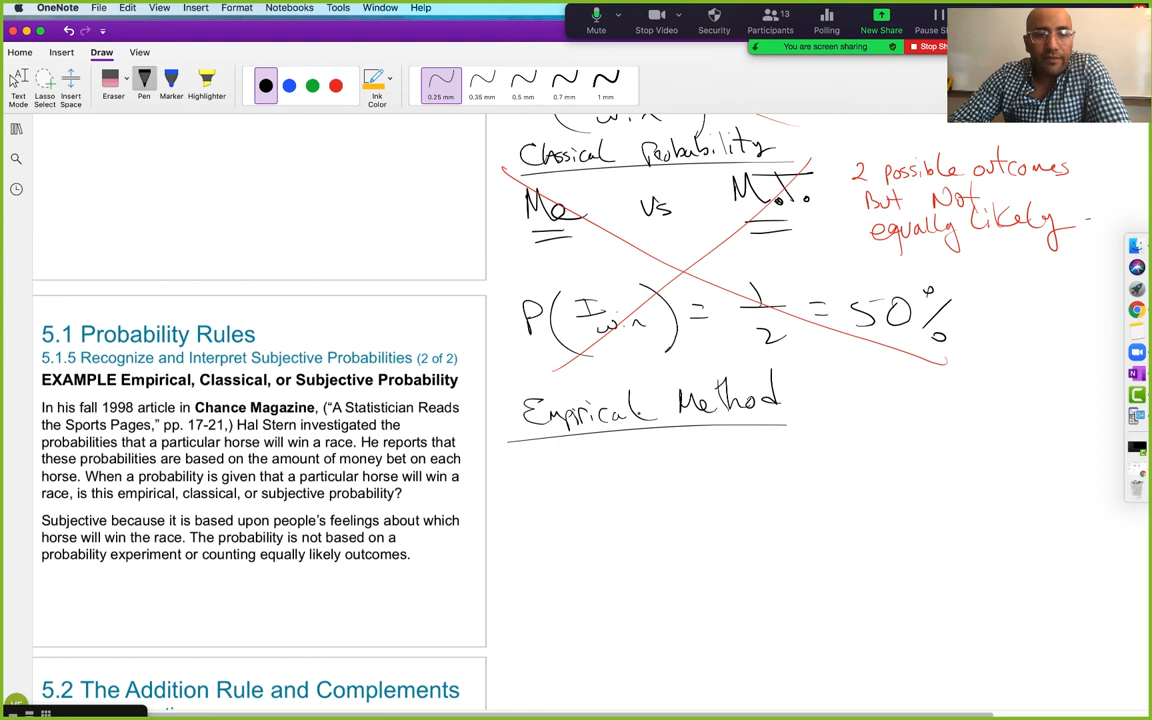 OneNote File Edit View Insert Format Notebooks Tools Window Help
Mute Stop Video Security Participants 13 Polling New Share Pause Sh
You are screen sharing Stop Sh
Home Insert Draw View
Text Mode Lasso Select Insert Space Eraser Pen Marker Highlighter Ink Color 0.25 mm 0.35 mm 0.5 mm 0.7 mm 1 mm
(win)
Classical Probability
Me vs M.J.
2 possible outcomes
But Not
equally likely
P(I win) = 1/2 = 50%
Emprical Method
5.1 Probability Rules
5.1.5 Recognize and Interpret Subjective Probabilities (2 of 2)
EXAMPLE Empirical, Classical, or Subjective Probability
In his fall 1998 article in Chance Magazine, (“A Statistician Reads
the Sports Pages,” pp. 17-21,) Hal Stern investigated the
probabilities that a particular horse will win a race. He reports that
these probabilities are based on the amount of money bet on each
horse. When a probability is given that a particular horse will win a
race, is this empirical, classical, or subjective probability?
Subjective because it is based upon people’s feelings about which
horse will win the race. The probability is not based on a
probability experiment or counting equally likely outcomes.
5.2 The Addition Rule and Complements